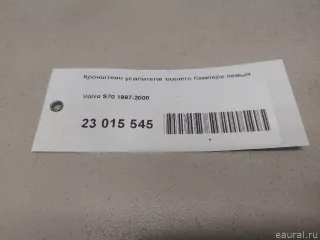 Кронштейн усилителя заднего бампера левый
Volvo S70 1997-2000
23 015 545
eaural.ru